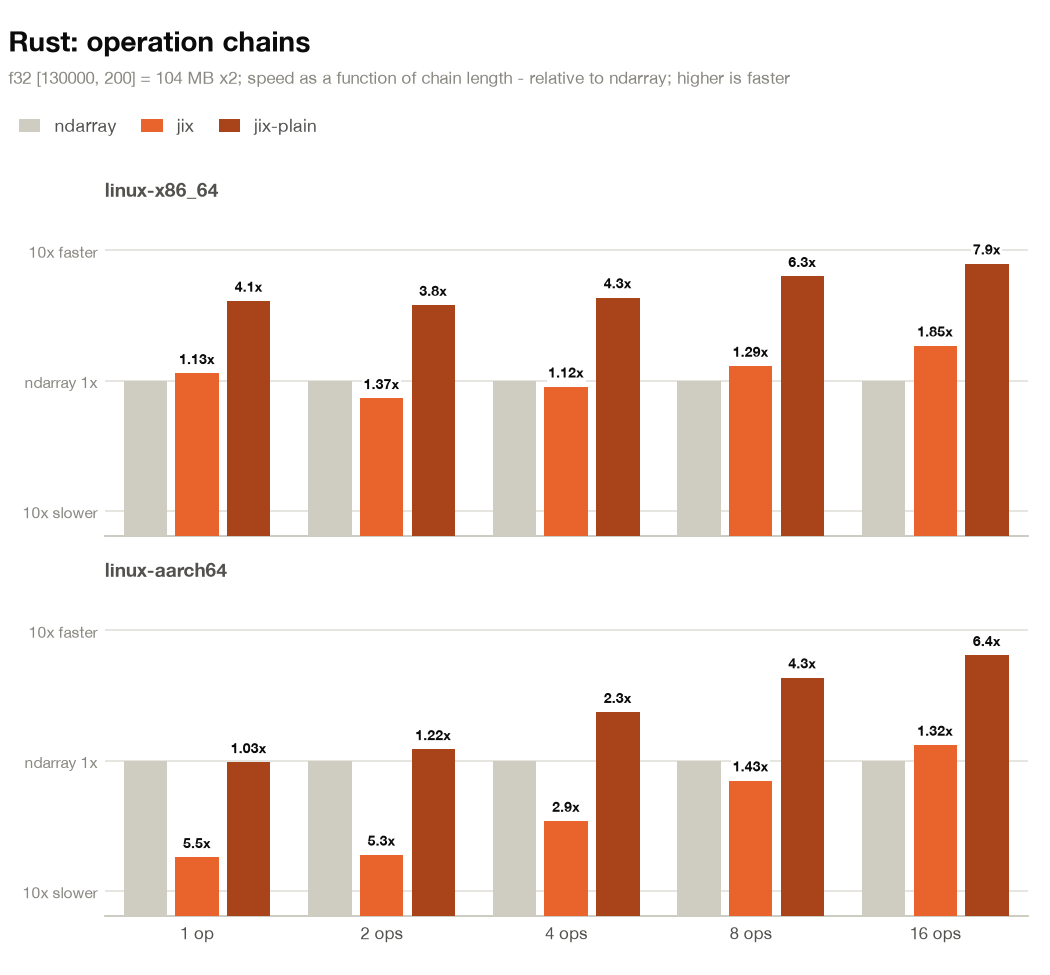 Rust: operation chains
f32 [130000, 200] = 104 MB x2; speed as a function of chain length - relative to ndarray; higher is faster
ndarray jix jix-plain
linux-x86_64
10x faster
ndarray 1x
10x slower
1.13x 4.1x 1.37x 3.8x 1.12x 4.3x 1.29x 6.3x 1.85x 7.9x
linux-aarch64
10x faster
ndarray 1x
10x slower
5.5x 1.03x 5.3x 1.22x 2.9x 2.3x 1.43x 4.3x 1.32x 6.4x
1 op 2 ops 4 ops 8 ops 16 ops